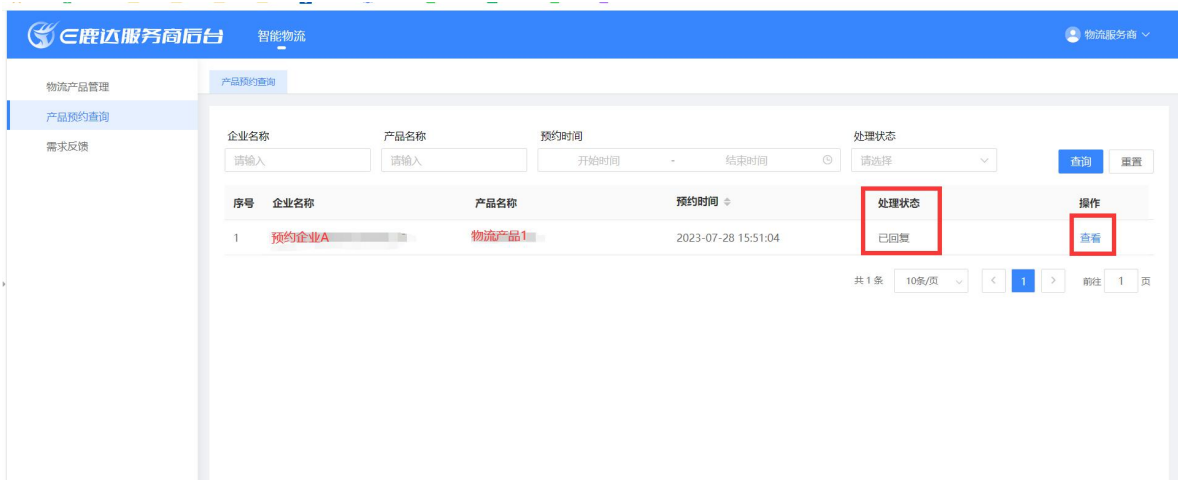 E鹿达服务商后台 智能物流 物流服务商
物流产品管理
产品预约查询
需求反馈
产品预约查询
企业名称 产品名称 预约时间 处理状态
请输入 请输入 开始时间 - 结束时间 请选择 查询 重置
序号 企业名称 产品名称 预约时间 处理状态 操作
1 预约企业A 物流产品1 2023-07-28 15:51:04 已回复 查看
共 1 条 10条/页 < 1 > 前往 1 页